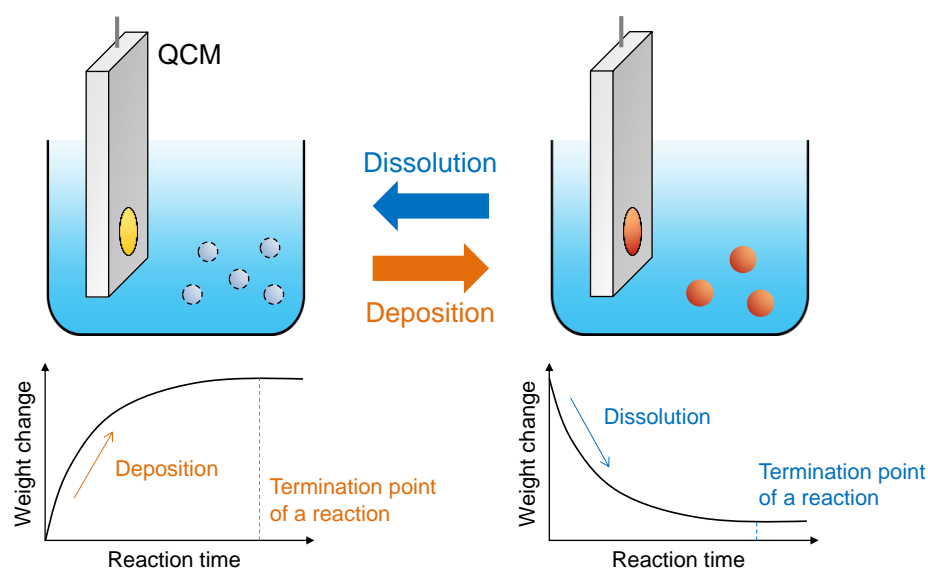 QCM
Dissolution
Deposition
Weight change
Deposition
Termination point
of a reaction
Reaction time
Weight change
Dissolution
Termination point
of a reaction
Reaction time